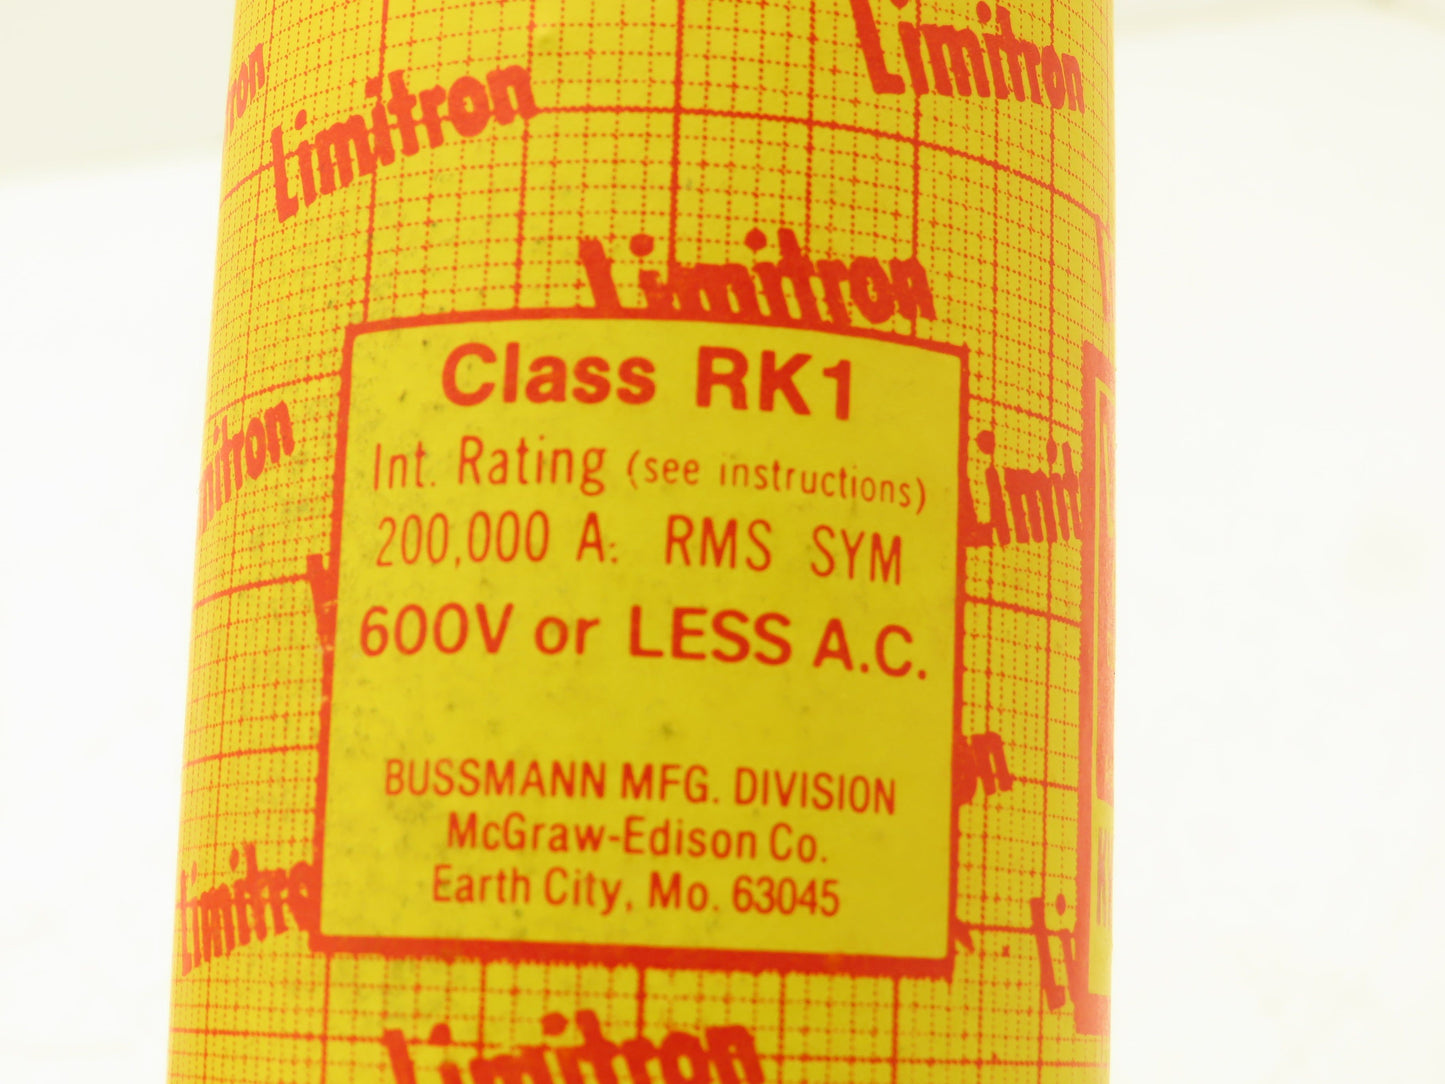 Limitron
Limitron
Limitron
Class RK1
Int. Rating (see instructions)
200,000 A. RMS SYM
600V or LESS A.C.
BUSSMANN MFG. DIVISION
McGraw-Edison Co.
Earth City, Mo. 63045
Limitron